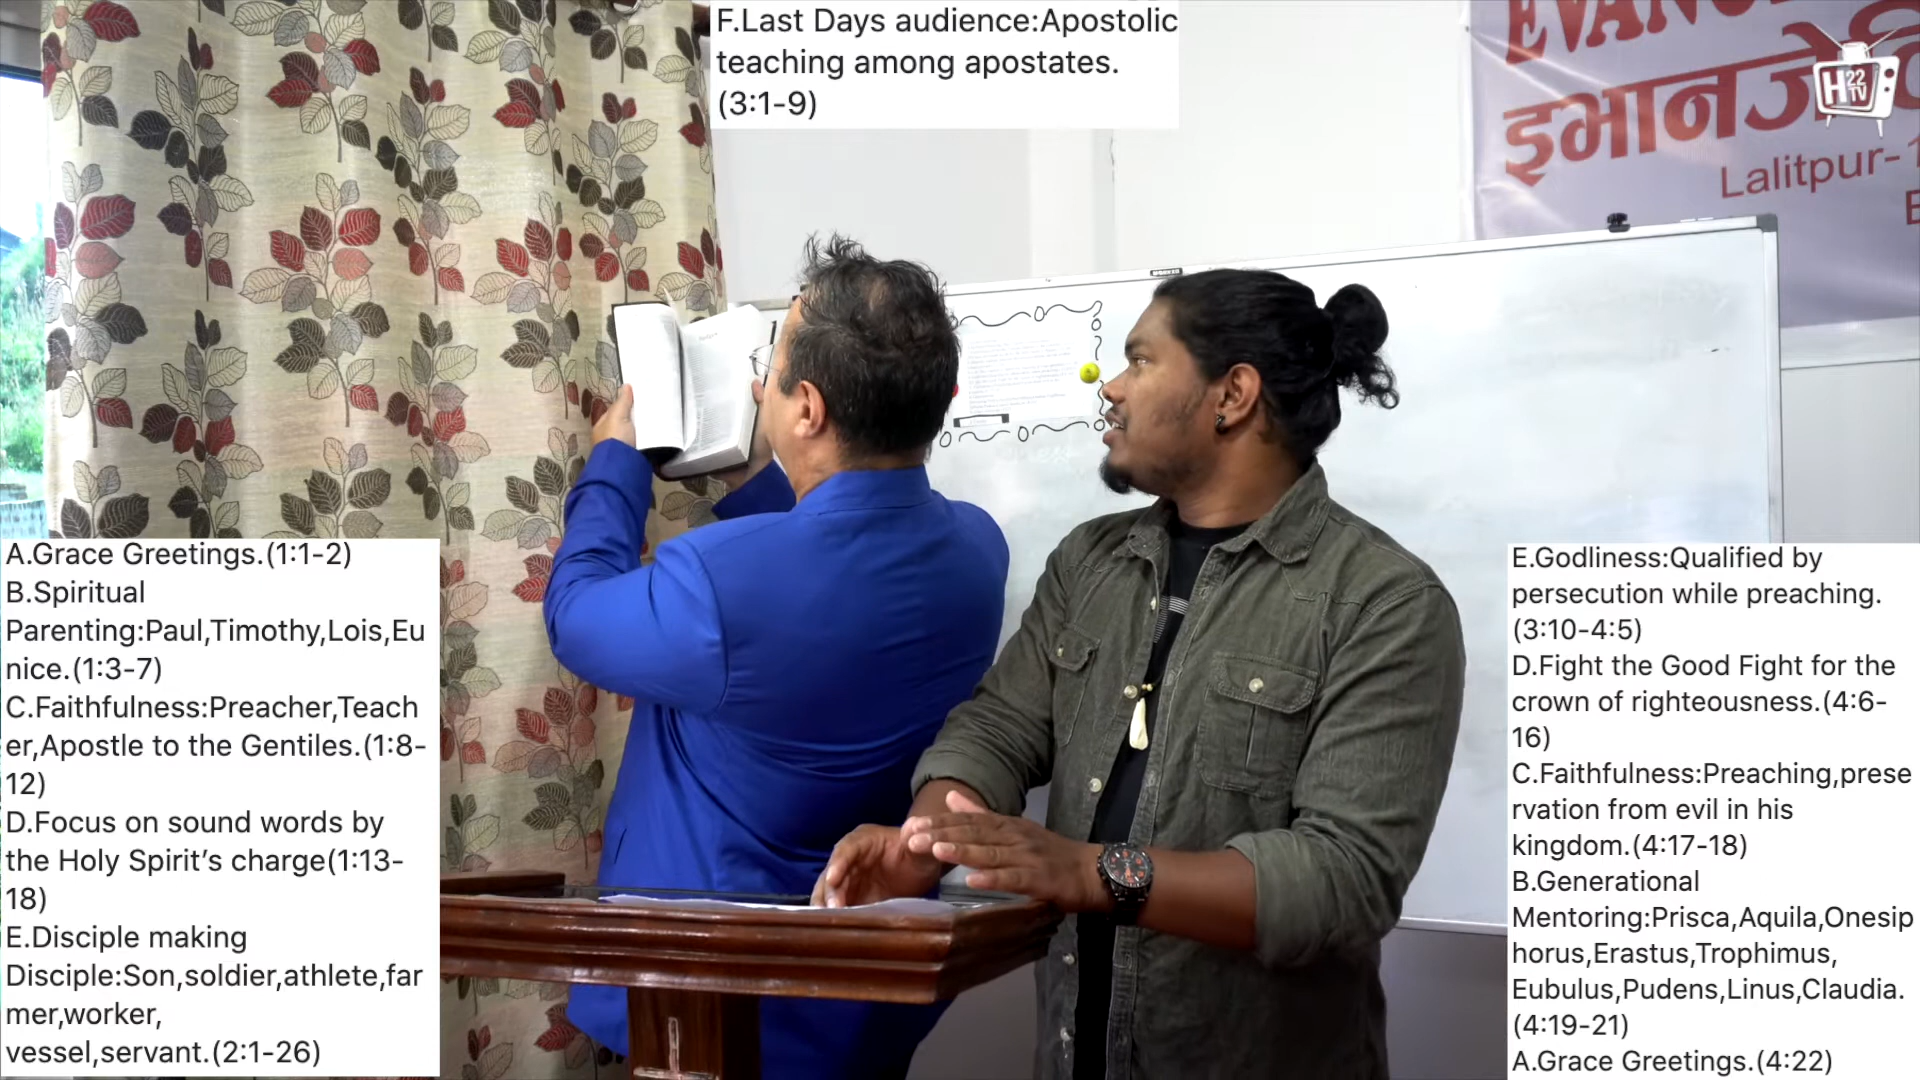 F.Last Days audience:Apostolic
teaching among apostates.
(3:1-9)
EVAN
इभानजे
Lalitpur-1
H22
TV
A.Grace Greetings.(1:1-2)
B.Spiritual
Parenting:Paul,Timothy,Lois,Eu
nice.(1:3-7)
C.Faithfulness:Preacher,Teach
er,Apostle to the Gentiles.(1:8-
12)
D.Focus on sound words by
the Holy Spirit’s charge(1:13-
18)
E.Disciple making
Disciple:Son,soldier,athlete,far
mer,worker,
vessel,servant.(2:1-26)
E.Godliness:Qualified by
persecution while preaching.
(3:10-4:5)
D.Fight the Good Fight for the
crown of righteousness.(4:6-
16)
C.Faithfulness:Preaching,prese
rvation from evil in his
kingdom.(4:17-18)
B.Generational
Mentoring:Prisca,Aquila,Onesip
horus,Erastus,Trophimus,
Eubulus,Pudens,Linus,Claudia.
(4:19-21)
A.Grace Greetings.(4:22)